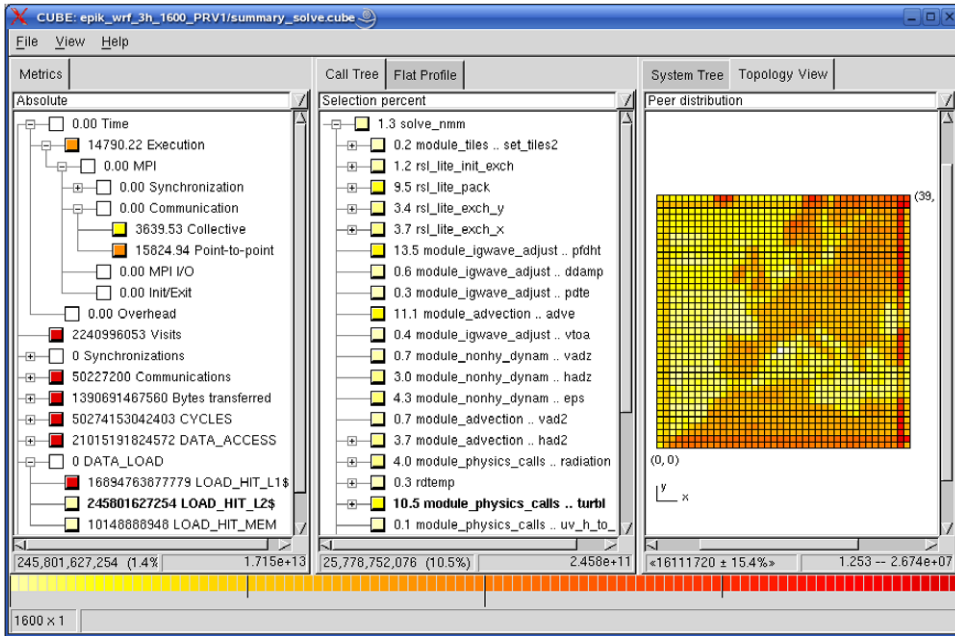 CUBE: epik_wrf_3h_1600_PRV1/summary_solve.cube
File View Help
Metrics
Absolute
0.00 Time
14790.22 Execution
0.00 MPI
0.00 Synchronization
0.00 Communication
3639.53 Collective
15824.94 Point-to-point
0.00 MPI I/O
0.00 Init/Exit
0.00 Overhead
2240996053 Visits
0 Synchronizations
50227200 Communications
1390691467560 Bytes transferred
50274153042403 CYCLES
21015191824572 DATA_ACCESS
0 DATA_LOAD
16894763877779 LOAD_HIT_L1$
245801627254 LOAD_HIT_L2$
10148888948 LOAD_HIT_MEM
245,801,627,254 (1.4% 1.715e+13
Call Tree Flat Profile
Selection percent
1.3 solve_nmm
0.2 module_tiles .. set_tiles2
1.2 rsl_lite_init_exch
9.5 rsl_lite_pack
3.4 rsl_lite_exch_y
3.7 rsl_lite_exch_x
13.5 module_igwave_adjust .. pfdht
0.6 module_igwave_adjust .. ddamp
0.3 module_igwave_adjust .. pdte
11.1 module_advection .. adve
0.4 module_igwave_adjust .. vtoa
0.7 module_nonhy_dynam .. vadz
3.0 module_nonhy_dynam .. hadz
4.3 module_nonhy_dynam .. eps
0.7 module_advection .. vad2
3.7 module_advection .. had2
4.0 module_physics_calls .. radiation
0.3 rdtemp
10.5 module_physics_calls .. turbl
0.1 module_physics_calls .. uv_h_to_
25,778,752,076 (10.5%) 2.458e+11
System Tree Topology View
Peer distribution
(39,
(0, 0)
y
x
«16111720 ± 15.4%» 1.253 -- 2.674e+07
1600 x 1